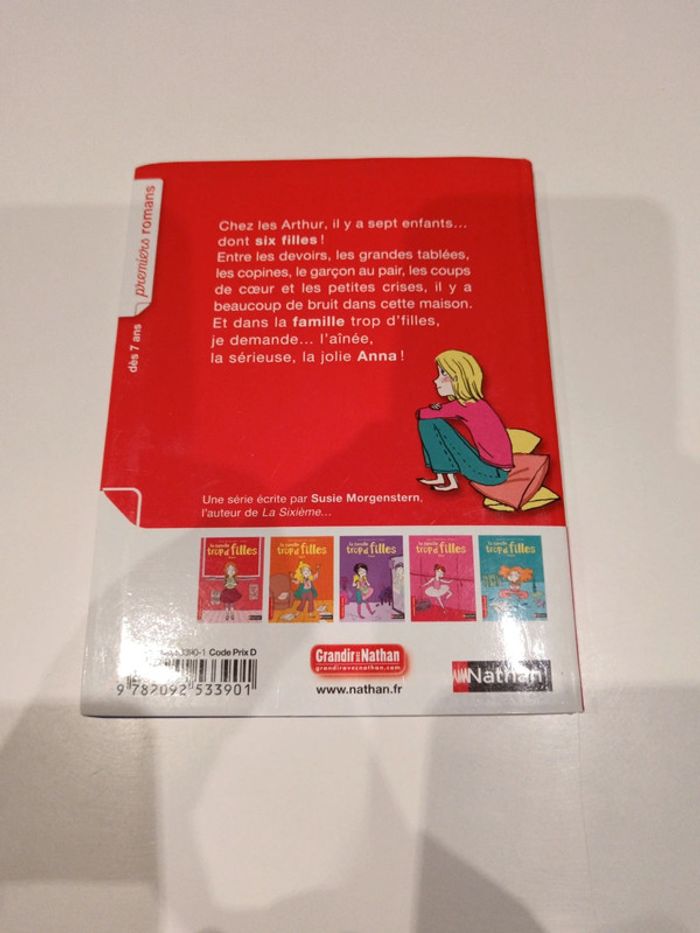 premiers romans
dès 7 ans
Chez les Arthur, il y a sept enfants...
dont six filles !
Entre les devoirs, les grandes tablées,
les copines, le garçon au pair, les coups
de cœur et les petites crises, il y a
beaucoup de bruit dans cette maison.
Et dans la famille trop d'filles,
je demande... l'aînée,
la sérieuse, la jolie Anna !
Une série écrite par Susie Morgenstern,
l'auteur de La Sixième...
la famille
trop d'filles
la famille
trop d'filles
la famille
trop d'filles
la famille
trop d'filles
la famille
trop d'filles
Code Prix D
9 782092 533901
Grandir avec Nathan
grandiravecnathan.com
www.nathan.fr
Nathan